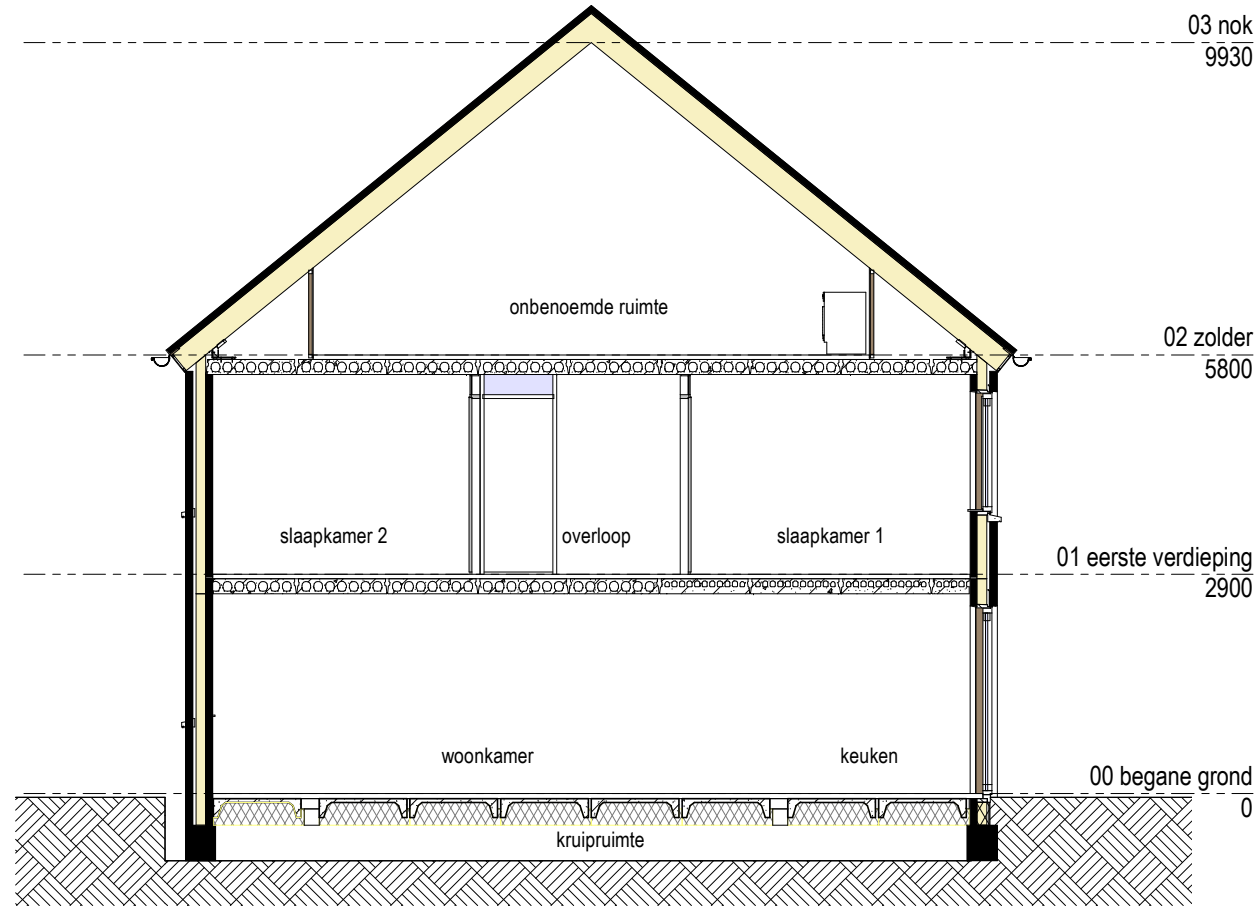 03 nok
9930
onbenoemde ruimte
02 zolder
5800
slaapkamer 2
overloop
slaapkamer 1
01 eerste verdieping
2900
woonkamer
keuken
00 begane grond
0
kruipruimte